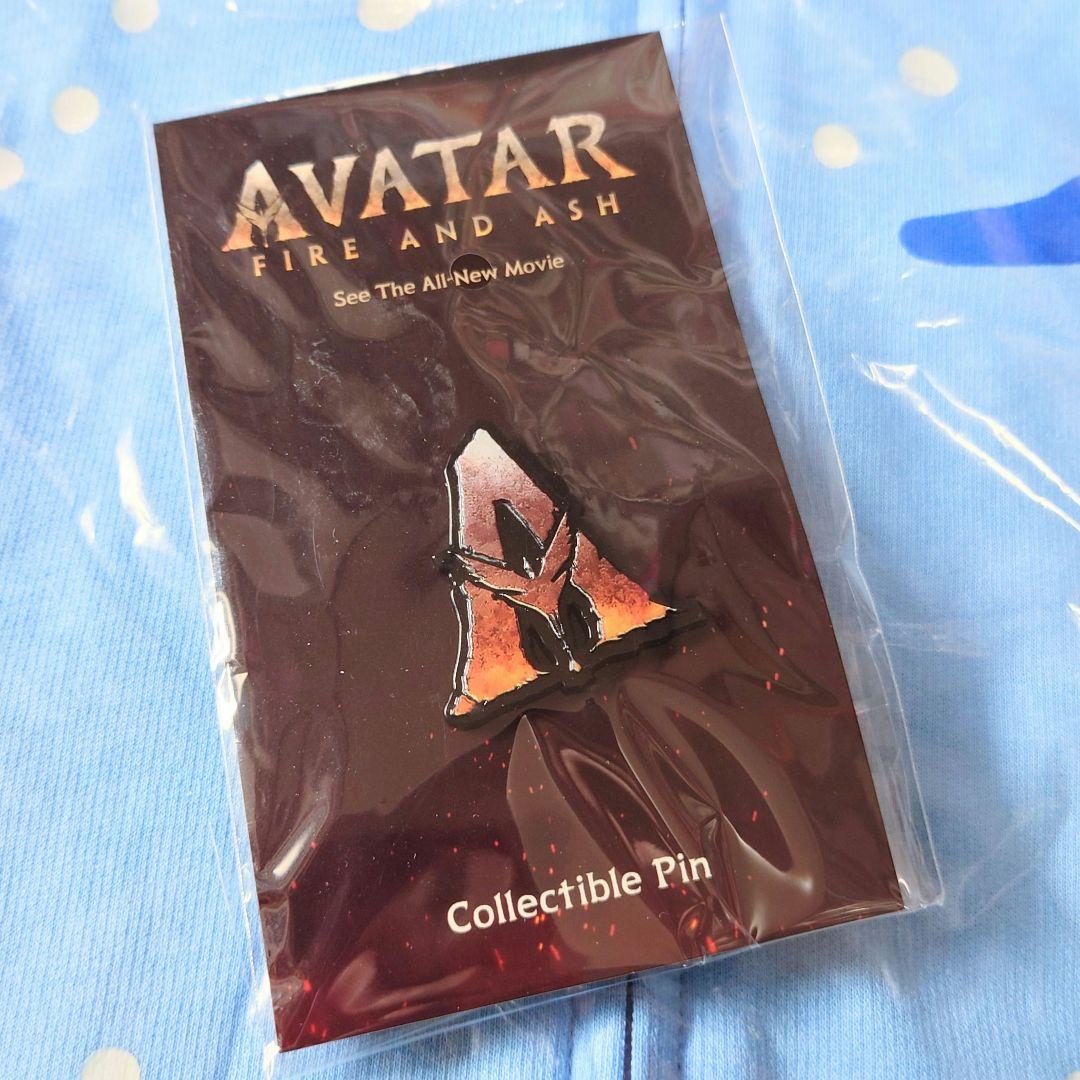 AVATAR
FIRE AND ASH
See The All-New Movie
A
Collectible Pin